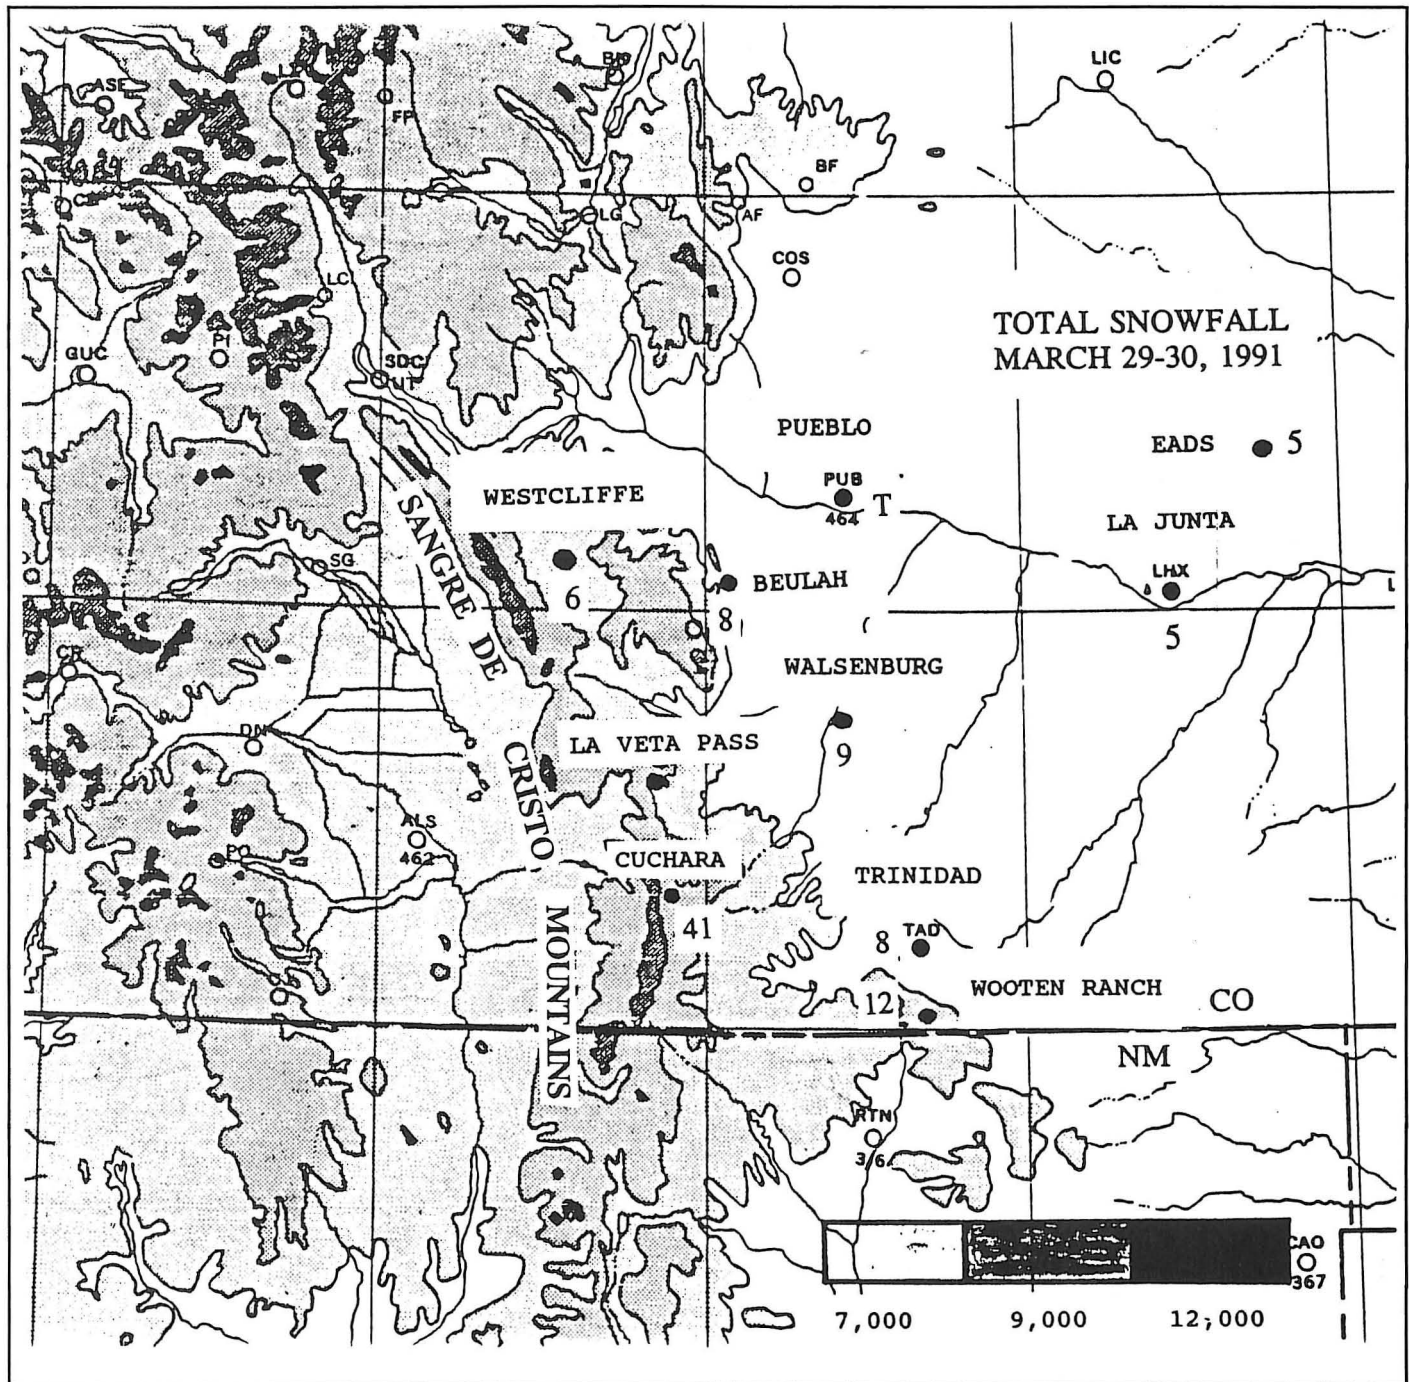 BJ
LIC
ASE
FP
BF
LG
AF
COS
LC
TOTAL SNOWFALL
MARCH 29-30, 1991
PI
GUC
SDC
UT
PUEBLO
EADS 5
WESTCLIFFE
PUB
464 T
LA JUNTA
SANGRE DE CRISTO MOUNTAINS
SG
6
BEULAH
8
LHX
5
L
CR
WALSENBURG
DN
LA VETA PASS
9
ALS
462
CUCHARA
TRINIDAD
41
8 TAD
WOOTEN RANCH
12
CO
NM
RTN
376
CAO
367
7,000 9,000 12,000